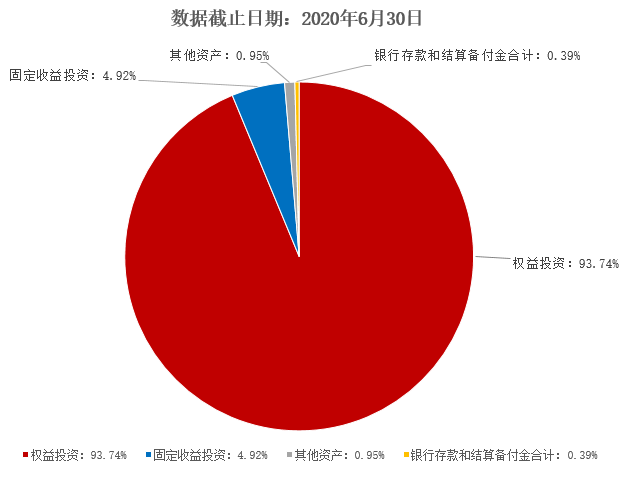 数据截止日期：2020年6月30日
其他资产：0.95%
银行存款和结算备付金合计：0.39%
固定收益投资：4.92%
权益投资：93.74%
权益投资：93.74%
固定收益投资：4.92%
其他资产：0.95%
银行存款和结算备付金合计：0.39%